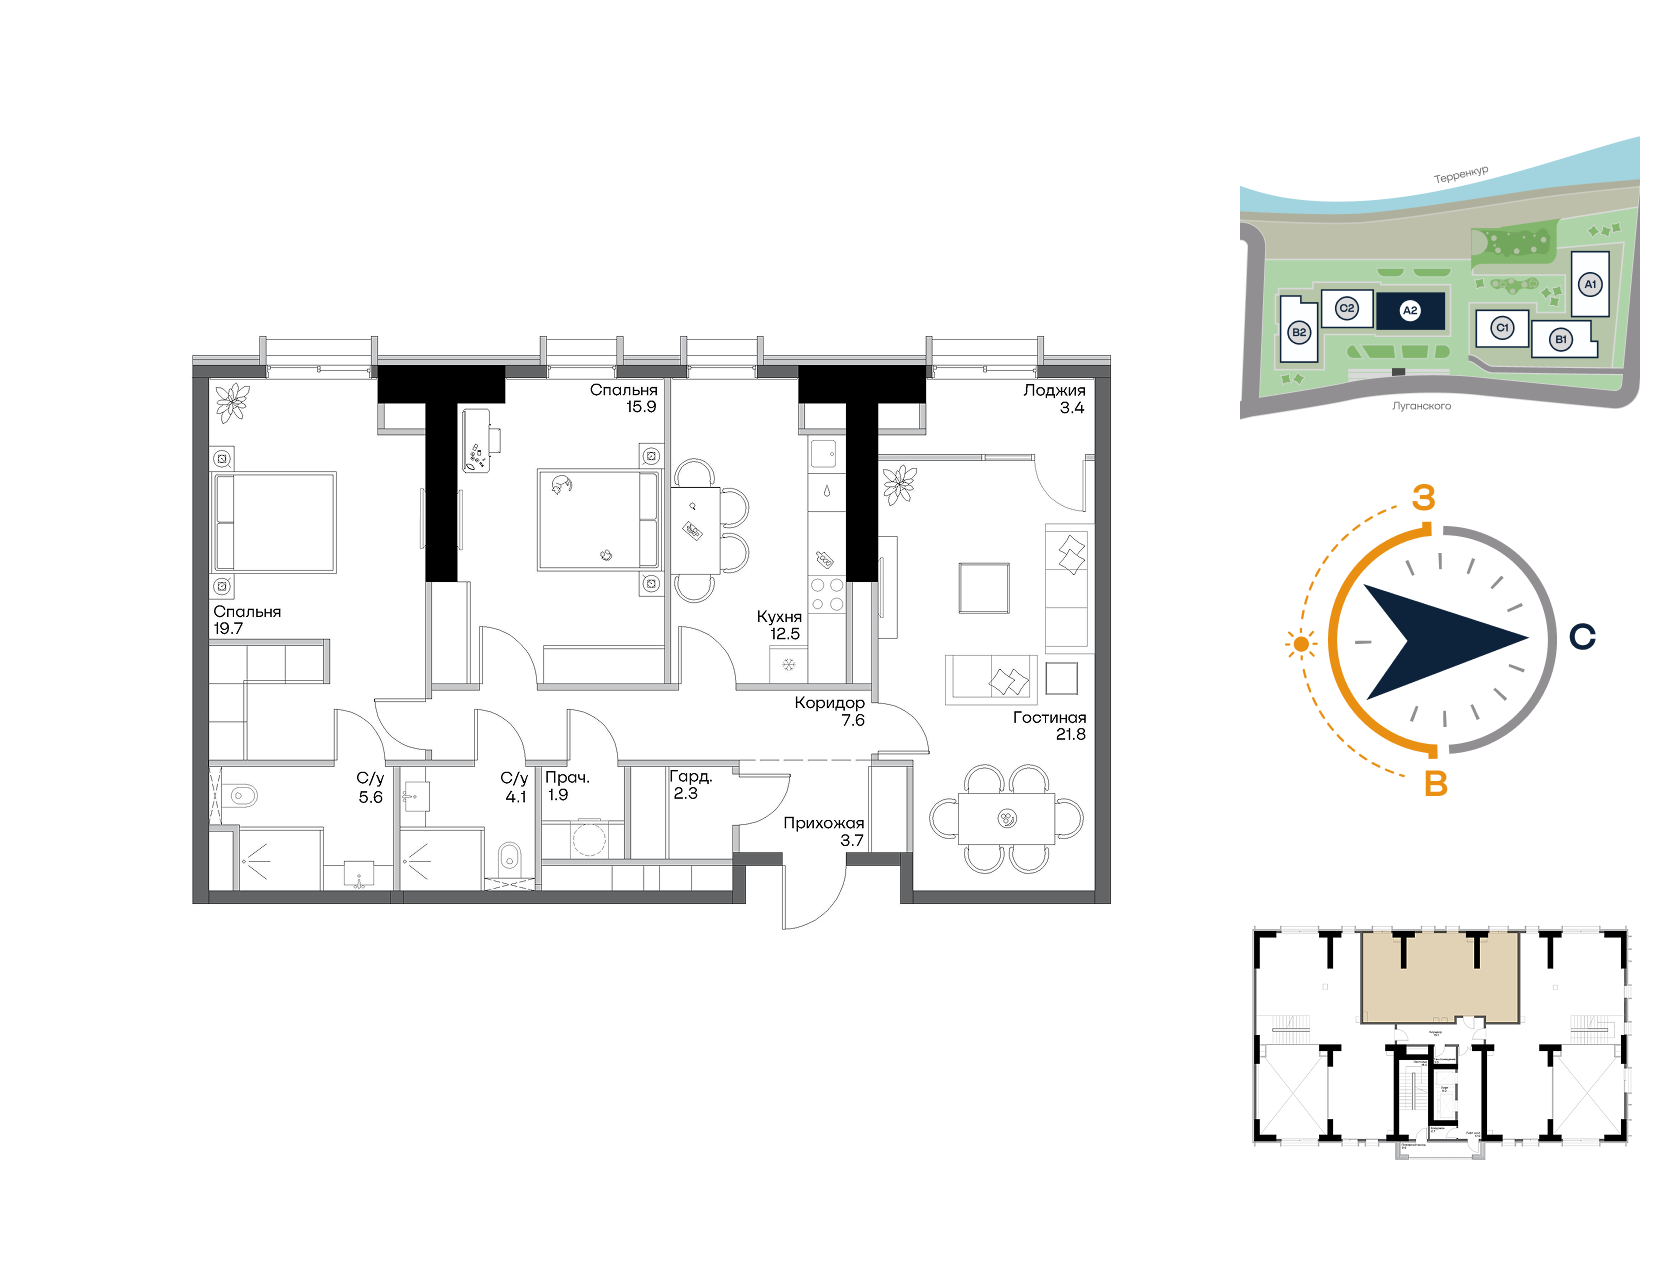 Спальня
15.9
Лоджия
3.4
Спальня
19.7
Кухня
12.5
Коридор
7.6
Гостиная
21.8
С/у
5.6
С/у
4.1
Прач.
1.9
Гард.
2.3
Прихожая
3.7
Терренкур
A1
C2
A2
B2
C1
B1
Луганского
З
С
В